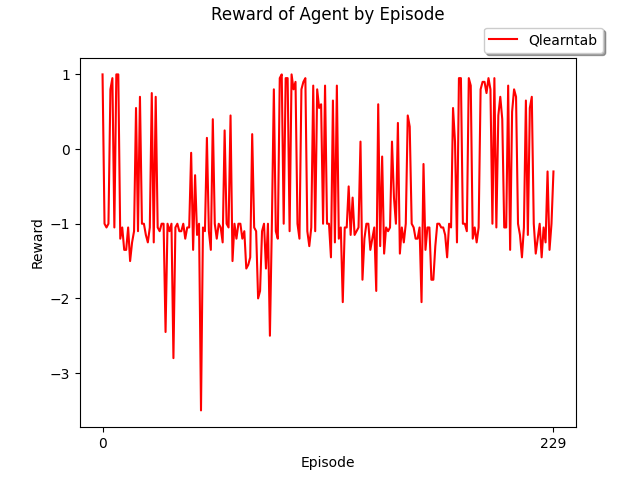 Reward of Agent by Episode
Qlearntab
1
0
−1
−2
−3
Reward
0
229
Episode